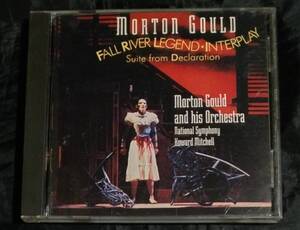 MORTON GOULD
FALL RIVER LEGEND • INTERPLAY
Suite from Declaration
Morton Gould
and his Orchestra
National Symphony
Howard Mitchell